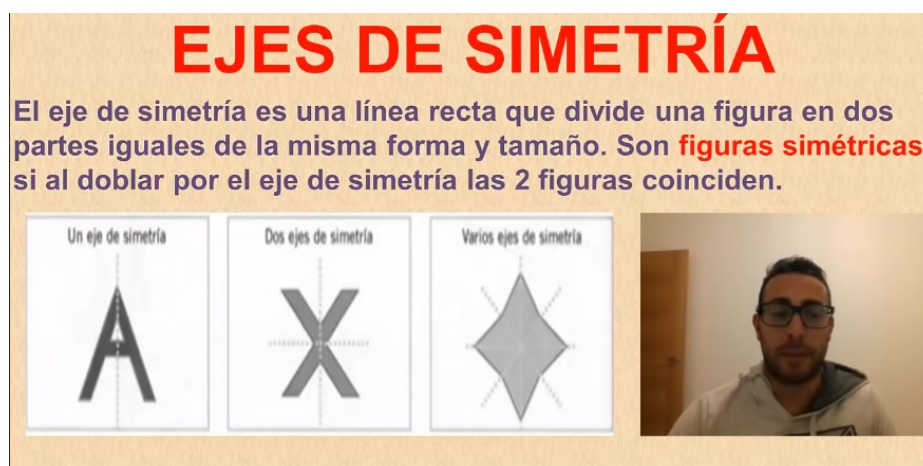 EJES DE SIMETRÍA
El eje de simetría es una línea recta que divide una figura en dos
partes iguales de la misma forma y tamaño. Son figuras simétricas
si al doblar por el eje de simetría las 2 figuras coinciden.
Un eje de simetría
Dos ejes de simetría
Varios ejes de simetría
A
X